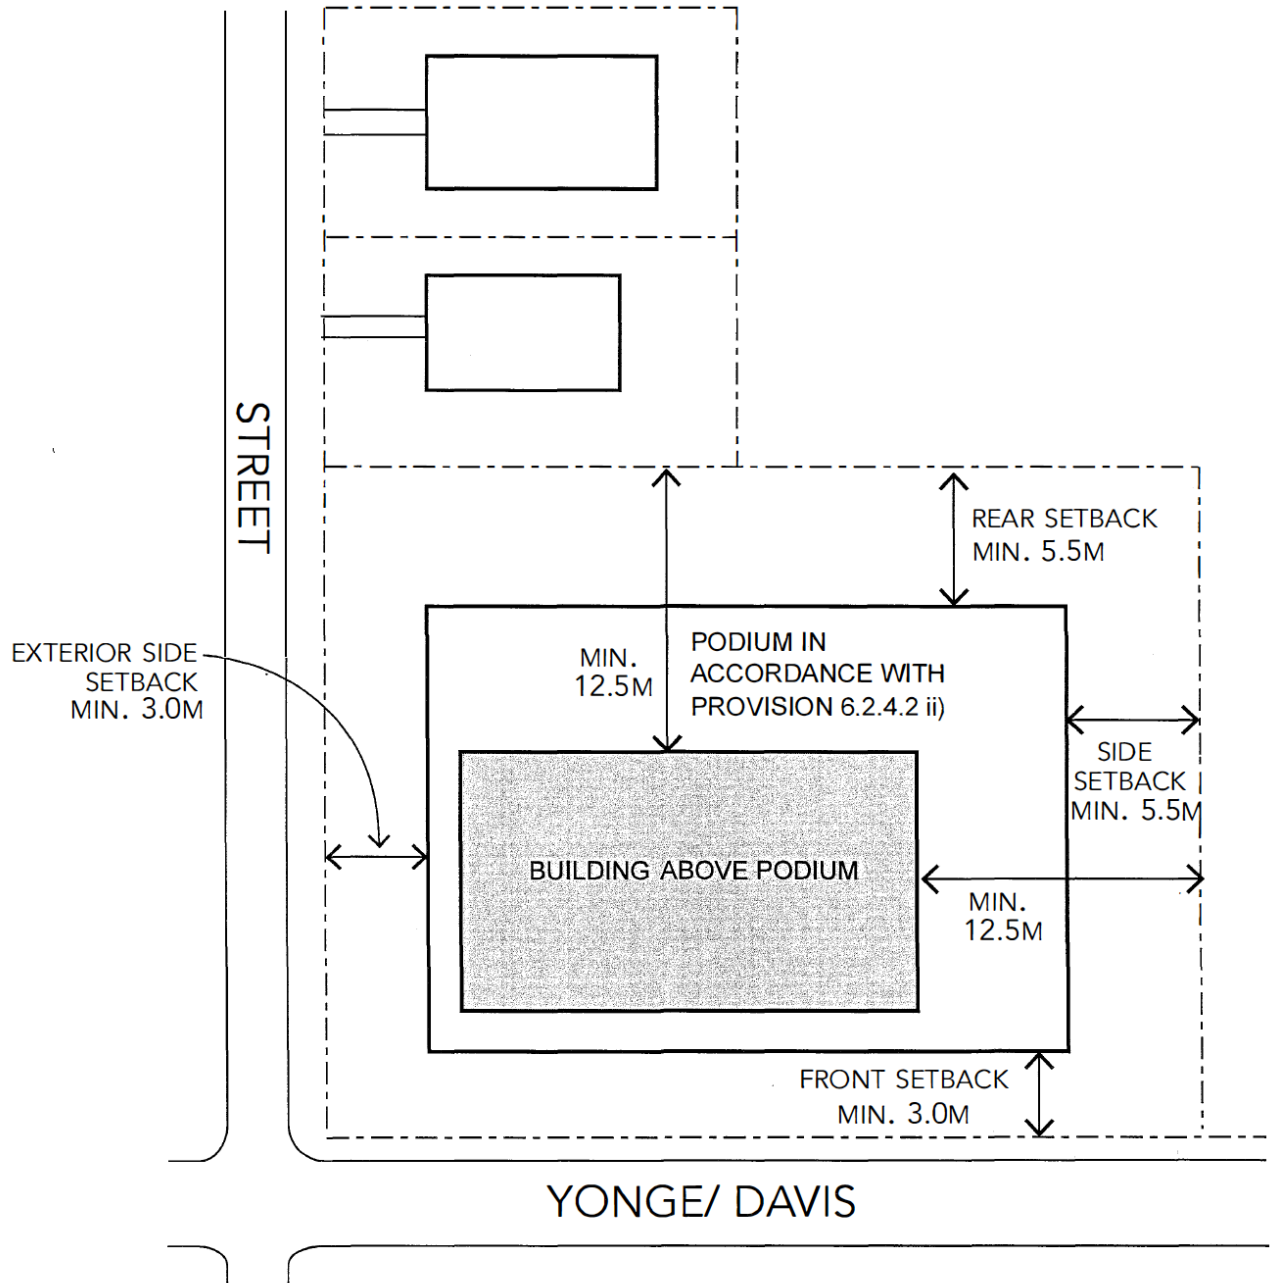 STREET
REAR SETBACK
MIN. 5.5M
EXTERIOR SIDE
SETBACK
MIN. 3.0M
MIN.
12.5M
PODIUM IN
ACCORDANCE WITH
PROVISION 6.2.4.2 ii)
SIDE
SETBACK
MIN. 5.5M
BUILDING ABOVE PODIUM
MIN.
12.5M
FRONT SETBACK
MIN. 3.0M
YONGE/ DAVIS